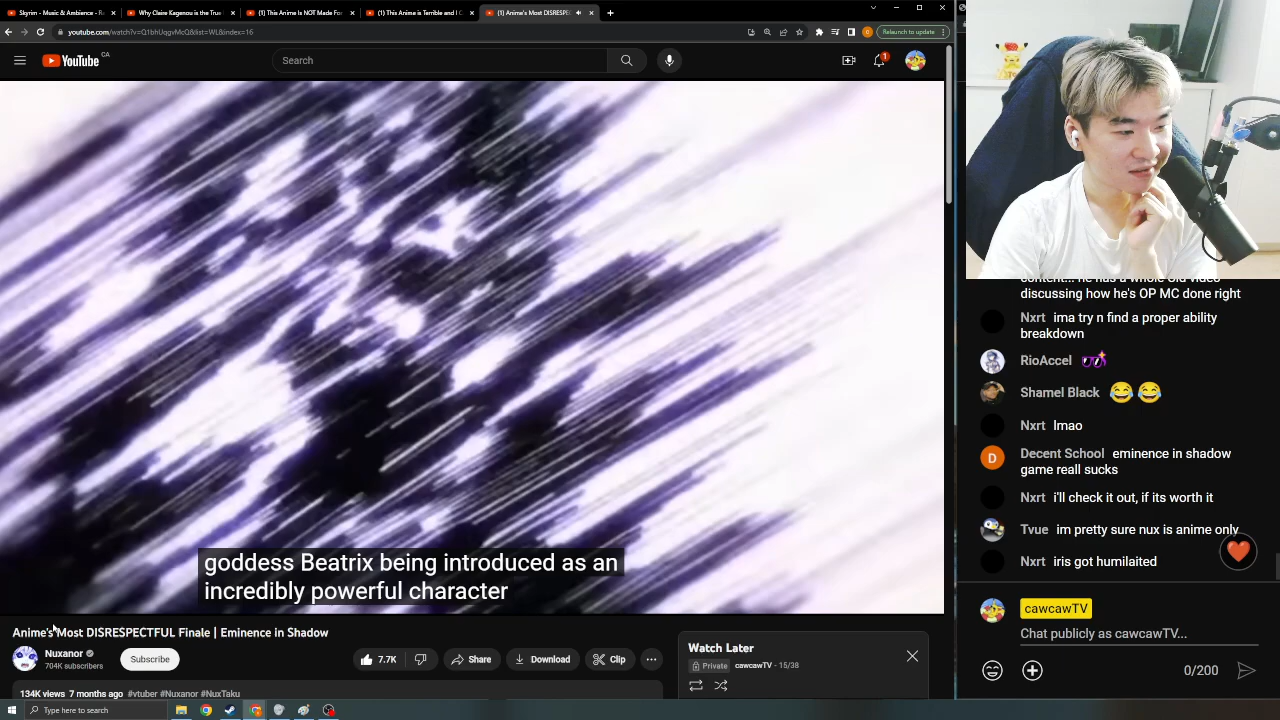 Skyrim - Music & Ambience - Re
Why Claire Kagenou is the True
(1) This Anime Is NOT Made For
(1) This Anime is Terrible and I C
(1) Anime's Most DISRESPE
youtube.com/watch?v=Q1bhUqgvMcQ&list=WL&index=16
Relaunch to update
YouTube CA
Search
1
goddess Beatrix being introduced as an
incredibly powerful character
Anime's Most DISRESPECTFUL Finale | Eminence in Shadow
Nuxanor
704K subscribers
Subscribe
7.7K
Share
Download
Clip
134K views 7 months ago #vtuber #Nuxanor #NuxTaku
Watch Later
Private cawcawTV - 15/38
discussing how he's OP MC done right
Nxrt ima try n find a proper ability
breakdown
RioAccel
Shamel Black
Nxrt lmao
Decent School eminence in shadow
game reall sucks
Nxrt i'll check it out, if its worth it
Tvue im pretty sure nux is anime only
Nxrt iris got humilaited
cawcawTV
Chat publicly as cawcawTV...
0/200
Type here to search